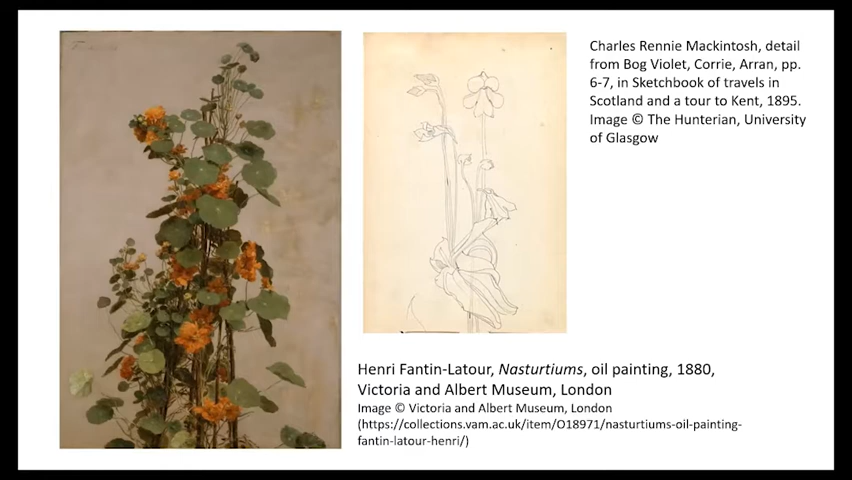 Charles Rennie Mackintosh, detail
from Bog Violet, Corrie, Arran, pp.
6-7, in Sketchbook of travels in
Scotland and a tour to Kent, 1895.
Image © The Hunterian, University
of Glasgow
Henri Fantin-Latour, Nasturtiums, oil painting, 1880,
Victoria and Albert Museum, London
Image © Victoria and Albert Museum, London
(https://collections.vam.ac.uk/item/O18971/nasturtiums-oil-painting-
fantin-latour-henri/)